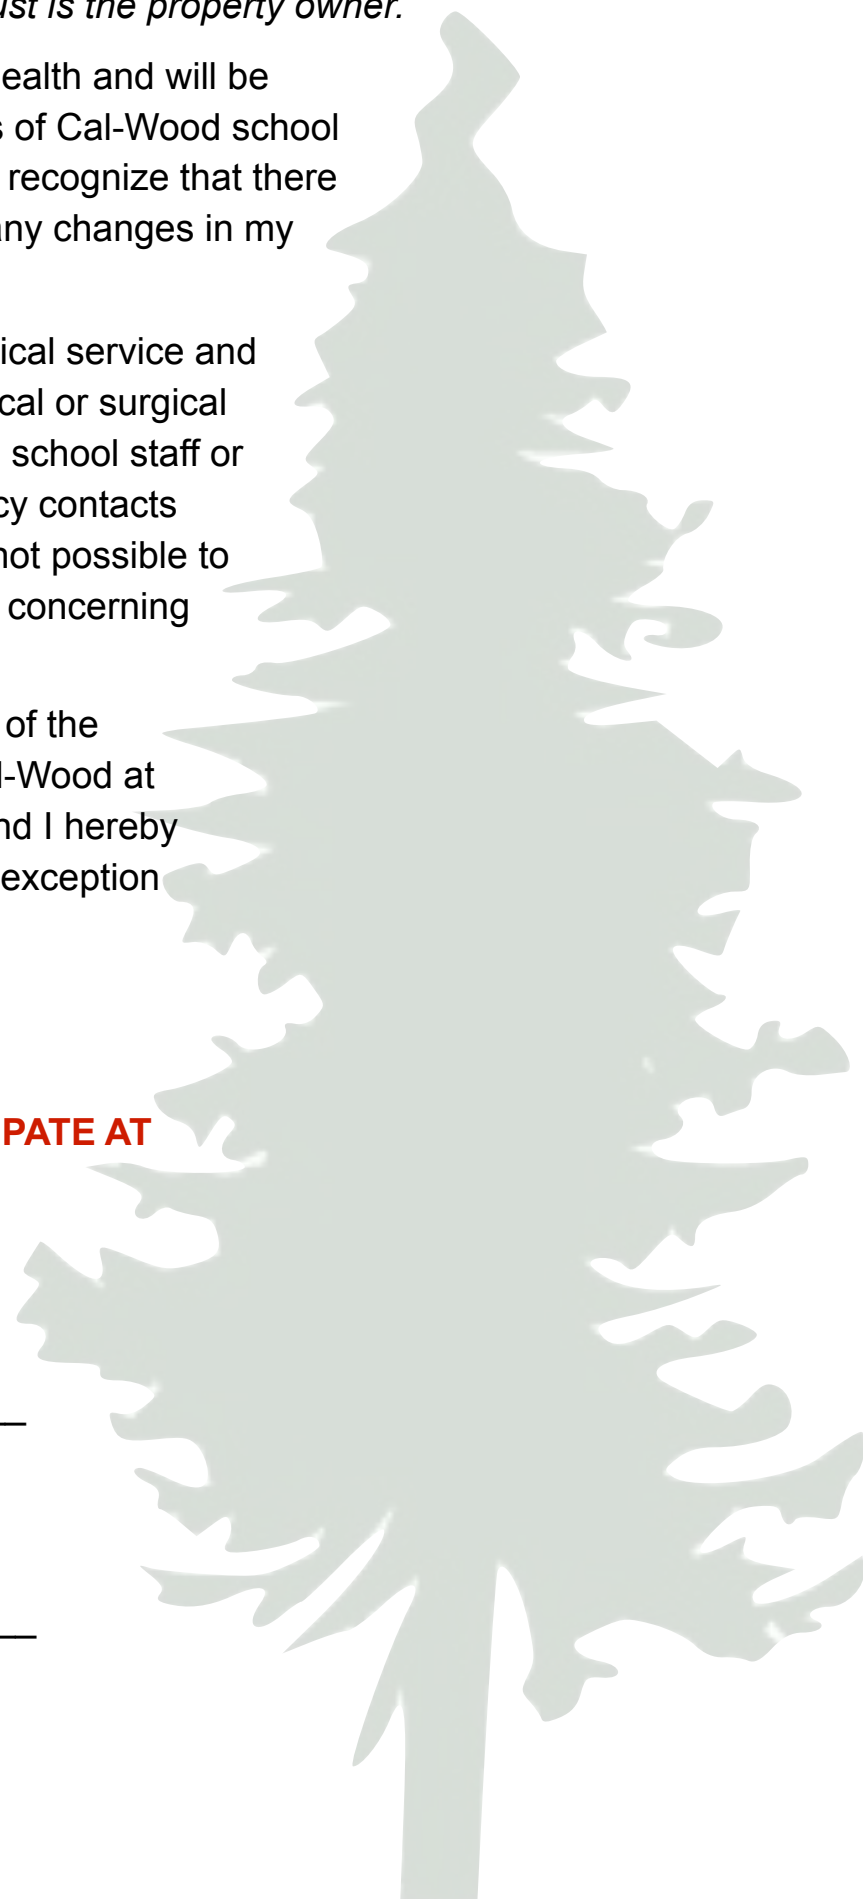 ust is the property owner.
ealth and will be
s of Cal-Wood school
recognize that there
any changes in my
ical service and
cal or surgical
school staff or
cy contacts
not possible to
concerning
of the
l-Wood at
nd I hereby
exception
PATE AT